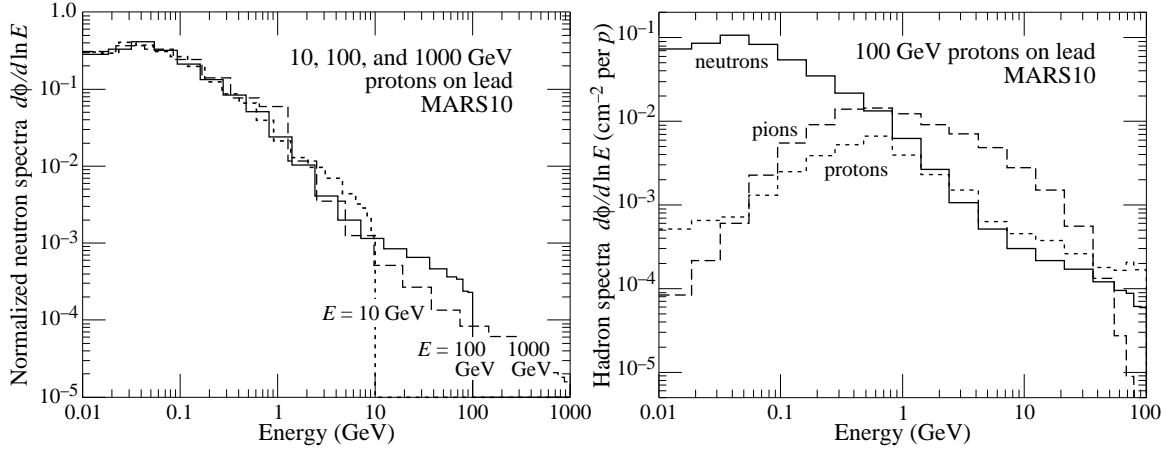 Normalized neutron spectra dϕ/d ln E
1.0
10⁻¹
10⁻²
10⁻³
10⁻⁴
10⁻⁵
10, 100, and 1000 GeV
protons on lead
MARS10
E = 10 GeV
E = 100 GeV
1000 GeV
0.01 0.1 1 10 100 1000
Energy (GeV)
Hadron spectra dϕ/d ln E (cm⁻² per p)
10⁻¹
10⁻²
10⁻³
10⁻⁴
10⁻⁵
100 GeV protons on lead
MARS10
neutrons
pions
protons
0.01 0.1 1 10 100
Energy (GeV)